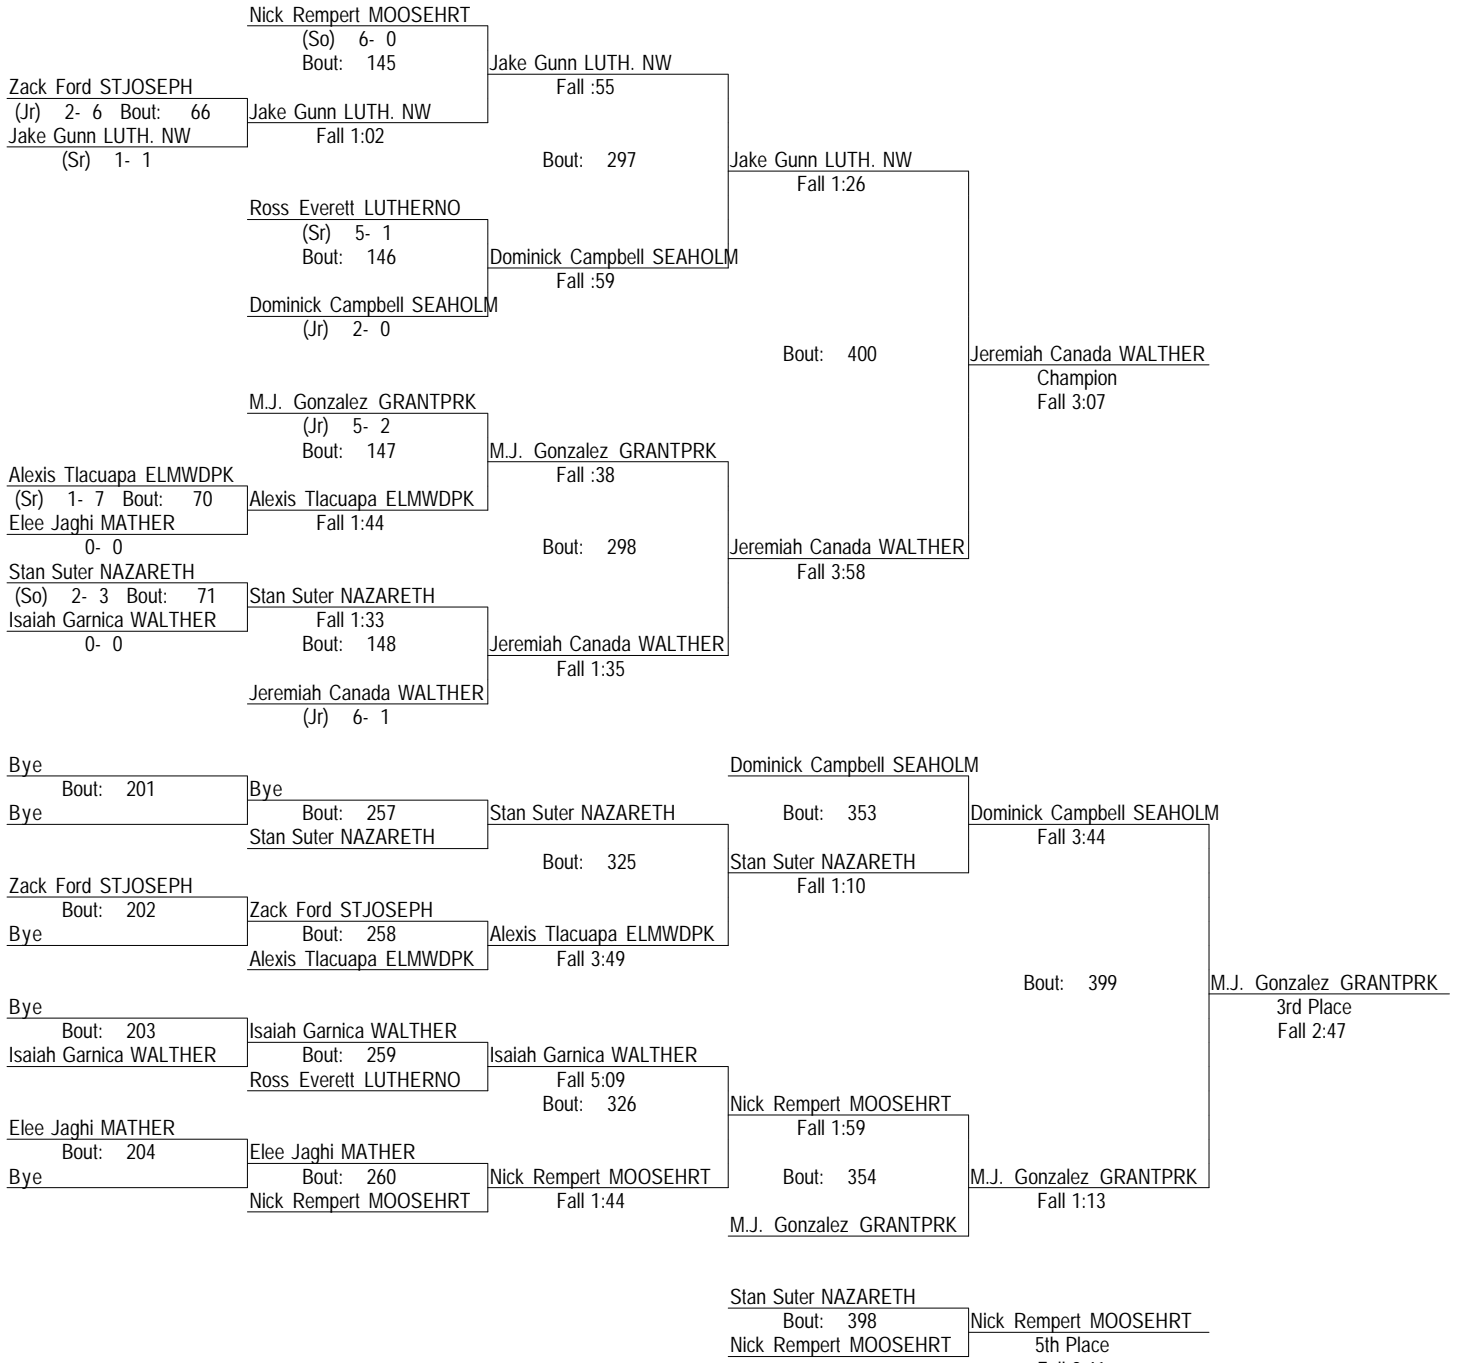 Nick Rempert MOOSEHRT
(So) 6- 0
Bout: 145
Jake Gunn LUTH. NW
Fall :55
Zack Ford STJOSEPH
(Jr) 2- 6 Bout: 66
Jake Gunn LUTH. NW
Jake Gunn LUTH. NW
Fall 1:02
(Sr) 1- 1
Bout: 297
Jake Gunn LUTH. NW
Fall 1:26
Ross Everett LUTHERNO
(Sr) 5- 1
Bout: 146
Dominick Campbell SEAHOLM
Fall :59
Dominick Campbell SEAHOLM
(Jr) 2- 0
Bout: 400
Jeremiah Canada WALTHER
Champion
Fall 3:07
M.J. Gonzalez GRANTPRK
(Jr) 5- 2
Bout: 147
M.J. Gonzalez GRANTPRK
Fall :38
Alexis Tlacuapa ELMWDPK
(Sr) 1- 7 Bout: 70
Alexis Tlacuapa ELMWDPK
Elee Jaghi MATHER
Fall 1:44
0- 0
Bout: 298
Jeremiah Canada WALTHER
Fall 3:58
Stan Suter NAZARETH
(So) 2- 3 Bout: 71
Stan Suter NAZARETH
Isaiah Garnica WALTHER
Fall 1:33
0- 0
Bout: 148
Jeremiah Canada WALTHER
Fall 1:35
Jeremiah Canada WALTHER
(Jr) 6- 1
Bye
Bout: 201
Bye
Bye
Bout: 257
Stan Suter NAZARETH
Stan Suter NAZARETH
Dominick Campbell SEAHOLM
Bout: 353
Dominick Campbell SEAHOLM
Fall 3:44
Bout: 325
Stan Suter NAZARETH
Fall 1:10
Zack Ford STJOSEPH
Bout: 202
Bye
Zack Ford STJOSEPH
Bout: 258
Alexis Tlacuapa ELMWDPK
Alexis Tlacuapa ELMWDPK
Fall 3:49
Bout: 399
M.J. Gonzalez GRANTPRK
3rd Place
Fall 2:47
Bye
Bout: 203
Isaiah Garnica WALTHER
Isaiah Garnica WALTHER
Bout: 259
Ross Everett LUTHERNO
Isaiah Garnica WALTHER
Fall 5:09
Bout: 326
Nick Rempert MOOSEHRT
Fall 1:59
Elee Jaghi MATHER
Bout: 204
Bye
Elee Jaghi MATHER
Bout: 260
Nick Rempert MOOSEHRT
Nick Rempert MOOSEHRT
Fall 1:44
Bout: 354
M.J. Gonzalez GRANTPRK
M.J. Gonzalez GRANTPRK
Fall 1:13
Stan Suter NAZARETH
Bout: 398
Nick Rempert MOOSEHRT
Nick Rempert MOOSEHRT
5th Place